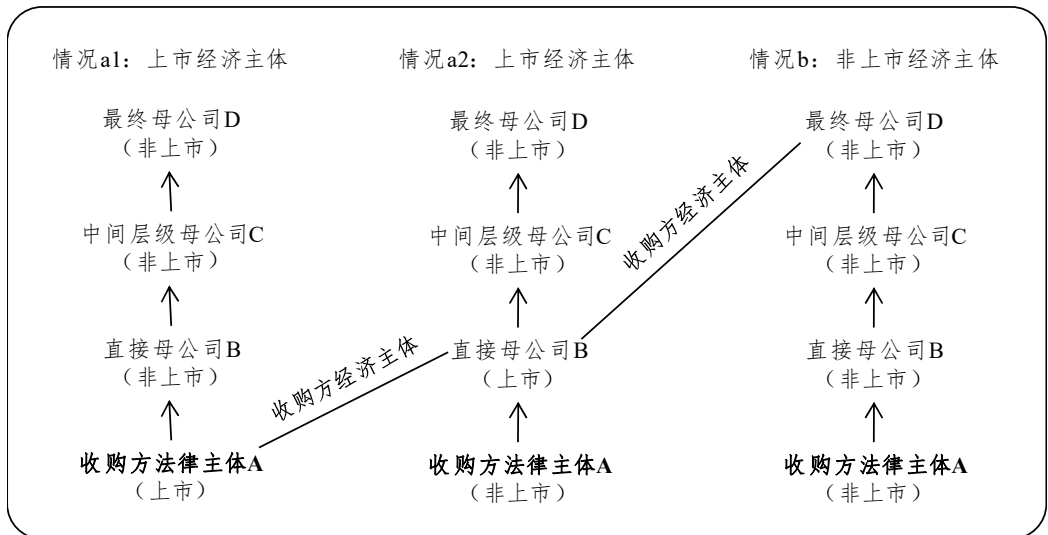 情况a1：上市经济主体
情况a2：上市经济主体
情况b：非上市经济主体
最终母公司D
（非上市）
最终母公司D
（非上市）
最终母公司D
（非上市）
中间层级母公司C
（非上市）
中间层级母公司C
（非上市）
收购方经济主体
中间层级母公司C
（非上市）
直接母公司B
（非上市）
收购方经济主体
直接母公司B
（上市）
直接母公司B
（非上市）
收购方法律主体A
（上市）
收购方法律主体A
（非上市）
收购方法律主体A
（非上市）